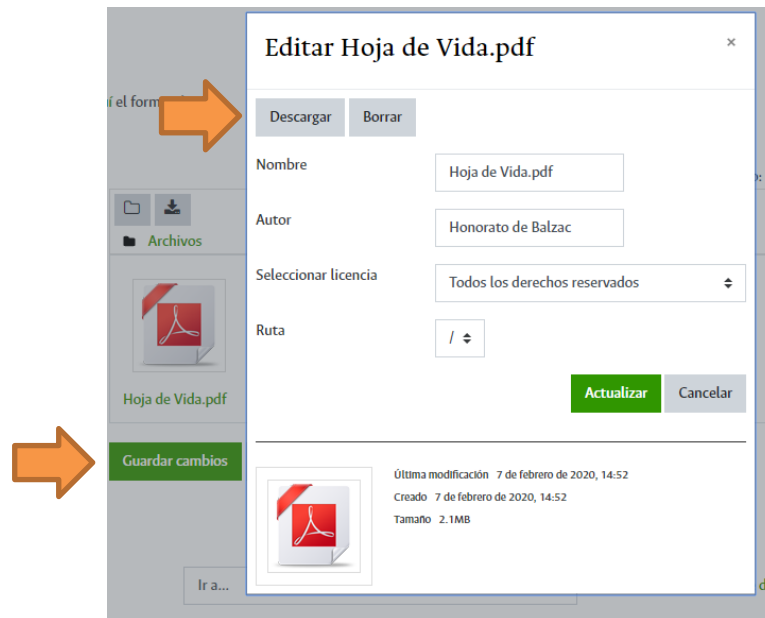 Editar Hoja de Vida.pdf
×
el form
Descargar Borrar
Nombre Hoja de Vida.pdf
Autor Honorato de Balzac
Archivos
Seleccionar licencia Todos los derechos reservados
Ruta /
Hoja de Vida.pdf
Actualizar Cancelar
Guardar cambios
Última modificación 7 de febrero de 2020, 14:52
Creado 7 de febrero de 2020, 14:52
Tamaño 2.1MB
Ir a...